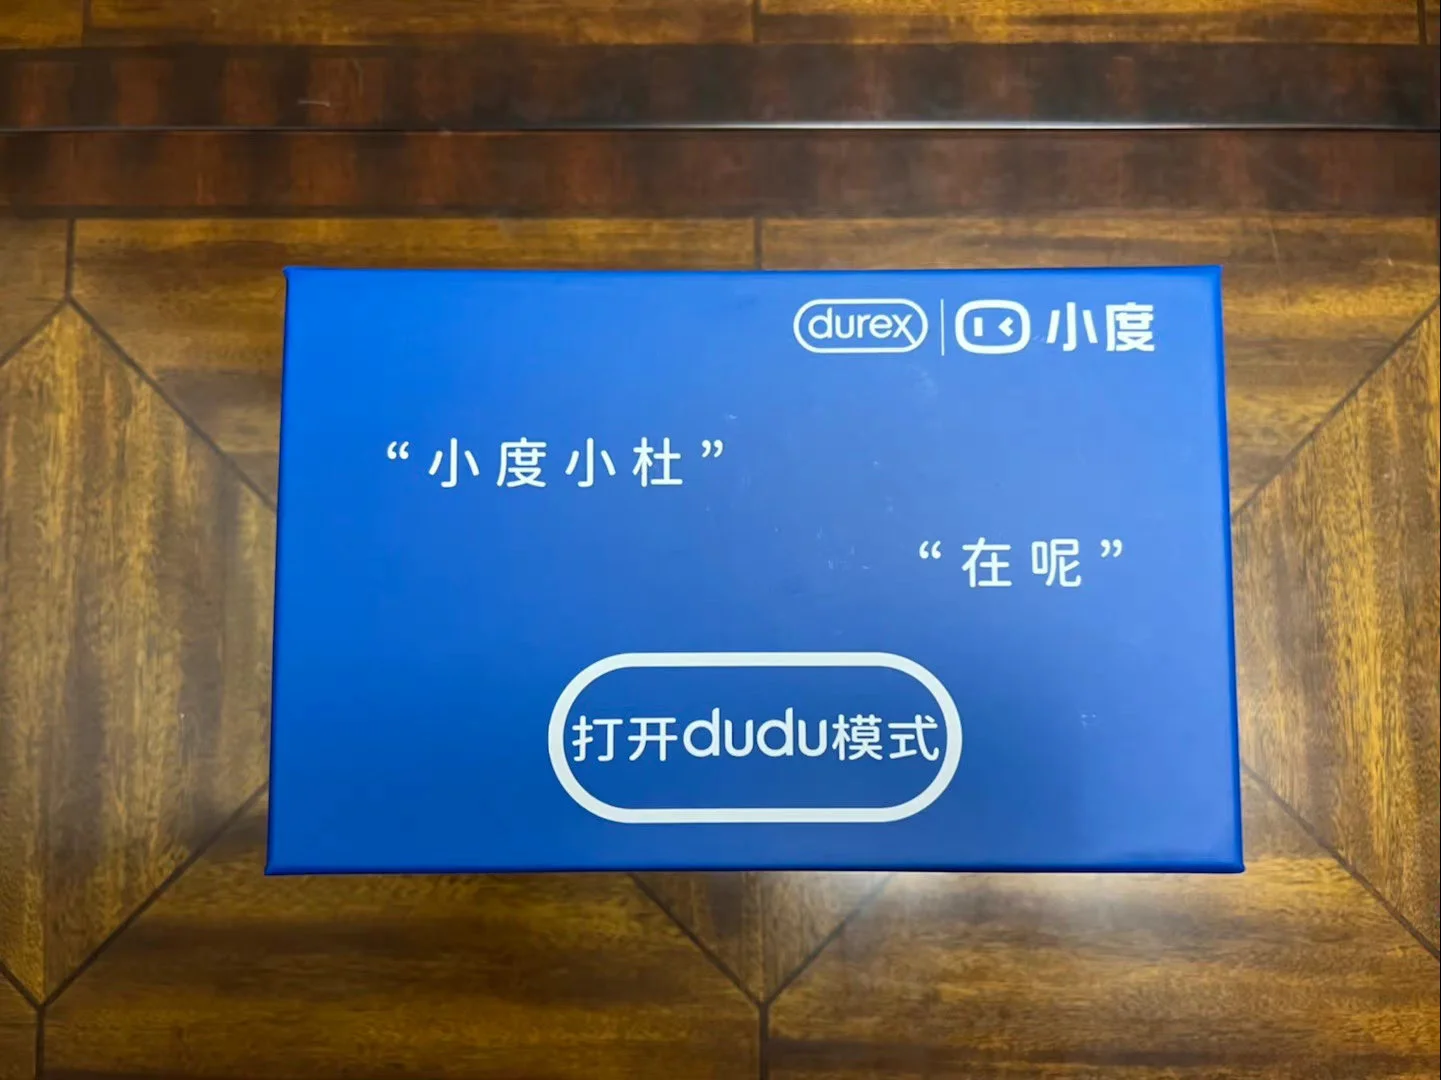 durex 小度
“小度小杜”
“在呢”
打开dudu模式